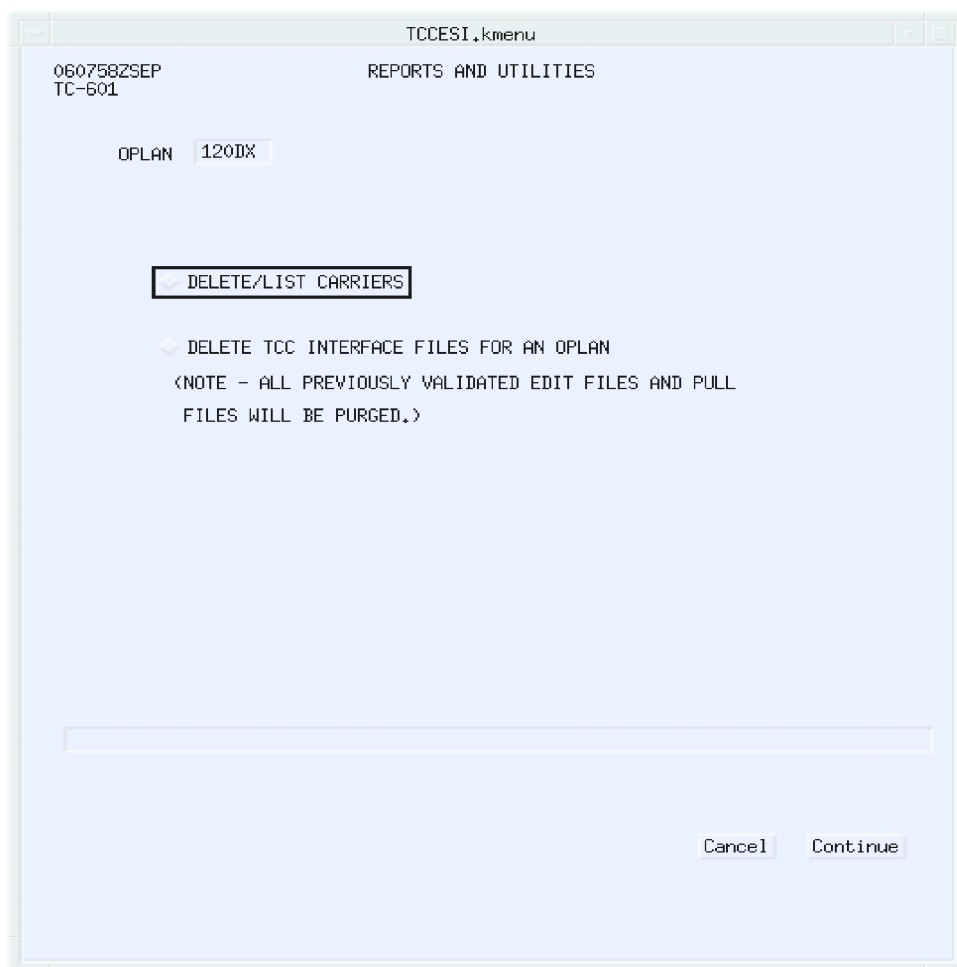 TCCESI.kmenu
060758ZSEP REPORTS AND UTILITIES
TC-601
OPLAN 120DX
DELETE/LIST CARRIERS
DELETE TCC INTERFACE FILES FOR AN OPLAN
(NOTE - ALL PREVIOUSLY VALIDATED EDIT FILES AND PULL
FILES WILL BE PURGED.)
Cancel Continue